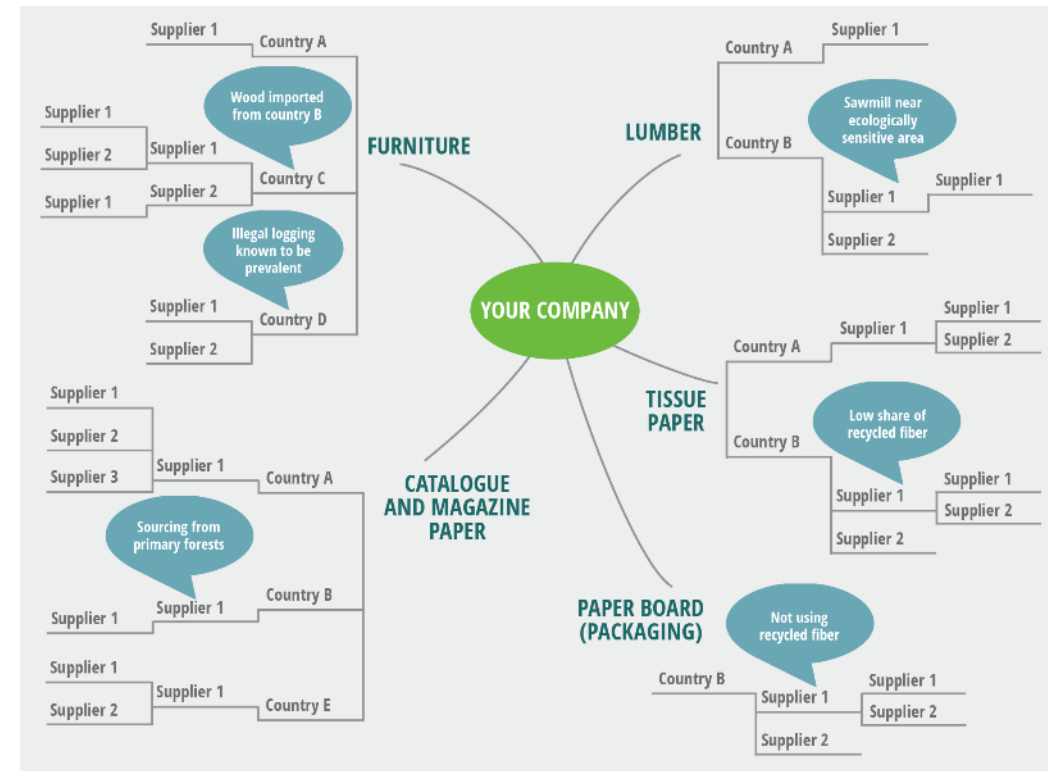 Supplier 1
Country A
Wood imported
from country B
Supplier 1
Supplier 2
Supplier 1
Supplier 1
Supplier 2
Country C
Illegal logging
known to be
prevalent
Supplier 1
Supplier 2
Country D
FURNITURE
LUMBER
Country A
Supplier 1
Country B
Sawmill near
ecologically
sensitive area
Supplier 1
Supplier 1
Supplier 2
YOUR COMPANY
TISSUE
PAPER
Country A
Supplier 1
Supplier 1
Supplier 2
Country B
Low share of
recycled fiber
Supplier 1
Supplier 1
Supplier 2
Supplier 2
CATALOGUE
AND MAGAZINE
PAPER
Supplier 1
Supplier 2
Supplier 3
Supplier 1
Country A
Sourcing from
primary forests
Supplier 1
Supplier 1
Country B
Supplier 1
Supplier 2
Supplier 1
Country E
PAPER BOARD
(PACKAGING)
Not using
recycled fiber
Country B
Supplier 1
Supplier 1
Supplier 2
Supplier 2